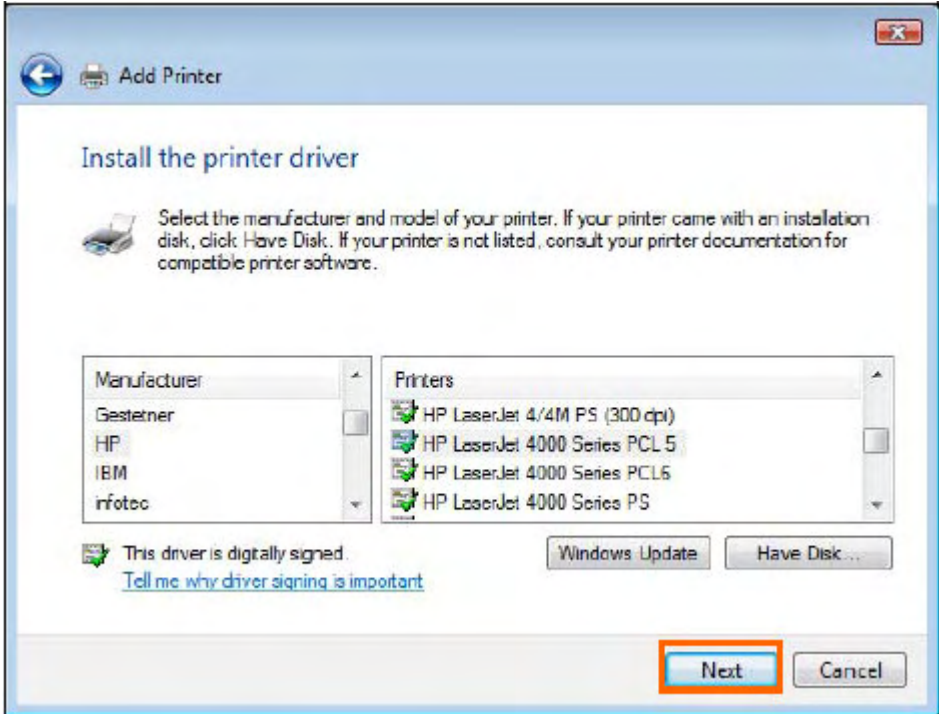 Add Printer
Install the printer driver
Select the manufacturer and model of your printer. If your printer came with an installation
disk, click Have Disk. If your printer is not listed, consult your printer documentation for
compatible printer software.
Manufacturer
Gestetner
HP
IBM
infotec
Printers
HP LaserJet 4/4M PS (300 dpi)
HP LaserJet 4000 Series PCL 5
HP LaserJet 4000 Series PCL6
HP LaserJet 4000 Series PS
This driver is digitally signed.
Tell me why driver signing is important
Windows Update
Have Disk...
Next
Cancel